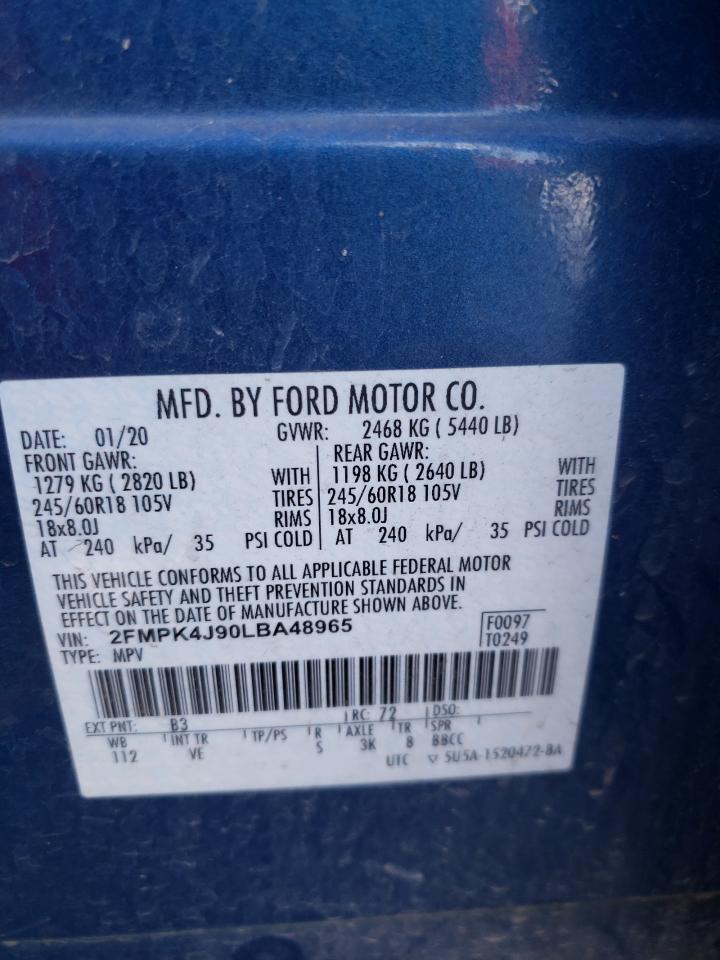 MFD. BY FORD MOTOR CO.
DATE: 01/20 GVWR: 2468 KG ( 5440 LB)
FRONT GAWR: REAR GAWR:
1279 KG ( 2820 LB) WITH 1198 KG ( 2640 LB) WITH
245/60R18 105V TIRES 245/60R18 105V TIRES
18x8.0J RIMS 18x8.0J RIMS
AT 240 kPa/ 35 PSI COLD AT 240 kPa/ 35 PSI COLD
THIS VEHICLE CONFORMS TO ALL APPLICABLE FEDERAL MOTOR
VEHICLE SAFETY AND THEFT PREVENTION STANDARDS IN
EFFECT ON THE DATE OF MANUFACTURE SHOWN ABOVE.
VIN: 2FMPK4J90LBA48965 F0097
TYPE: MPV T0249
EXT PNT: B3 RC: 72 DSO:
WB INT TR TP/PS R AXLE TR SPR
112 VE S 3K 8 BBCC
UTC ▽ 5U5A-1520472-BA